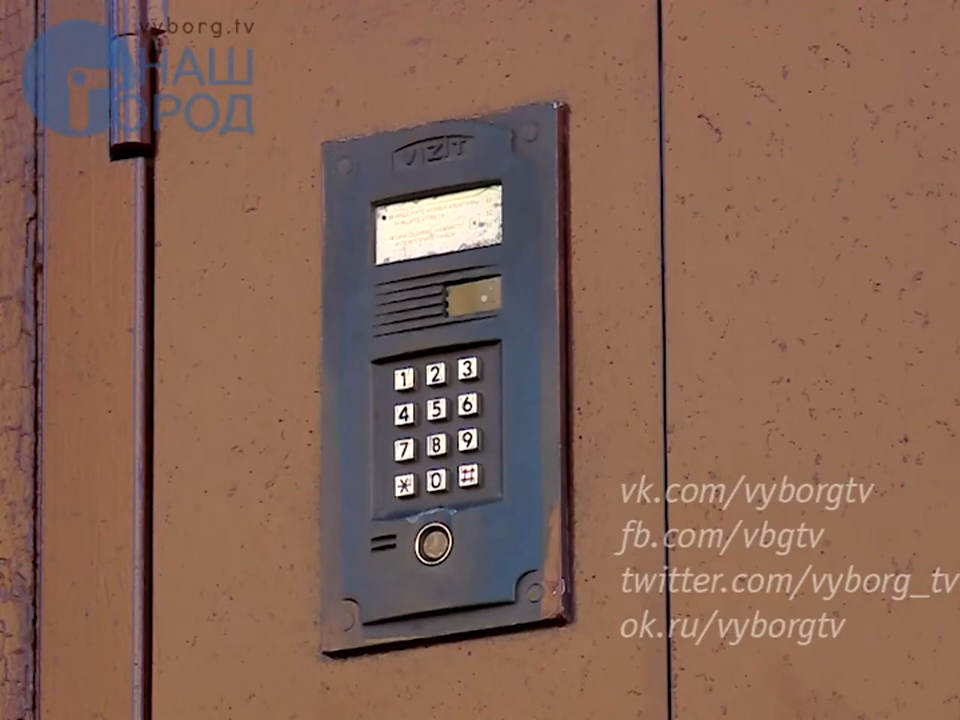 vyborg.tv
НАШ
ГОРОД
VIZIT
1 2 3
4 5 6
7 8 9
* 0 #
vk.com/vyborgtv
fb.com/vbgtv
twitter.com/vyborg_tv
ok.ru/vyborgtv